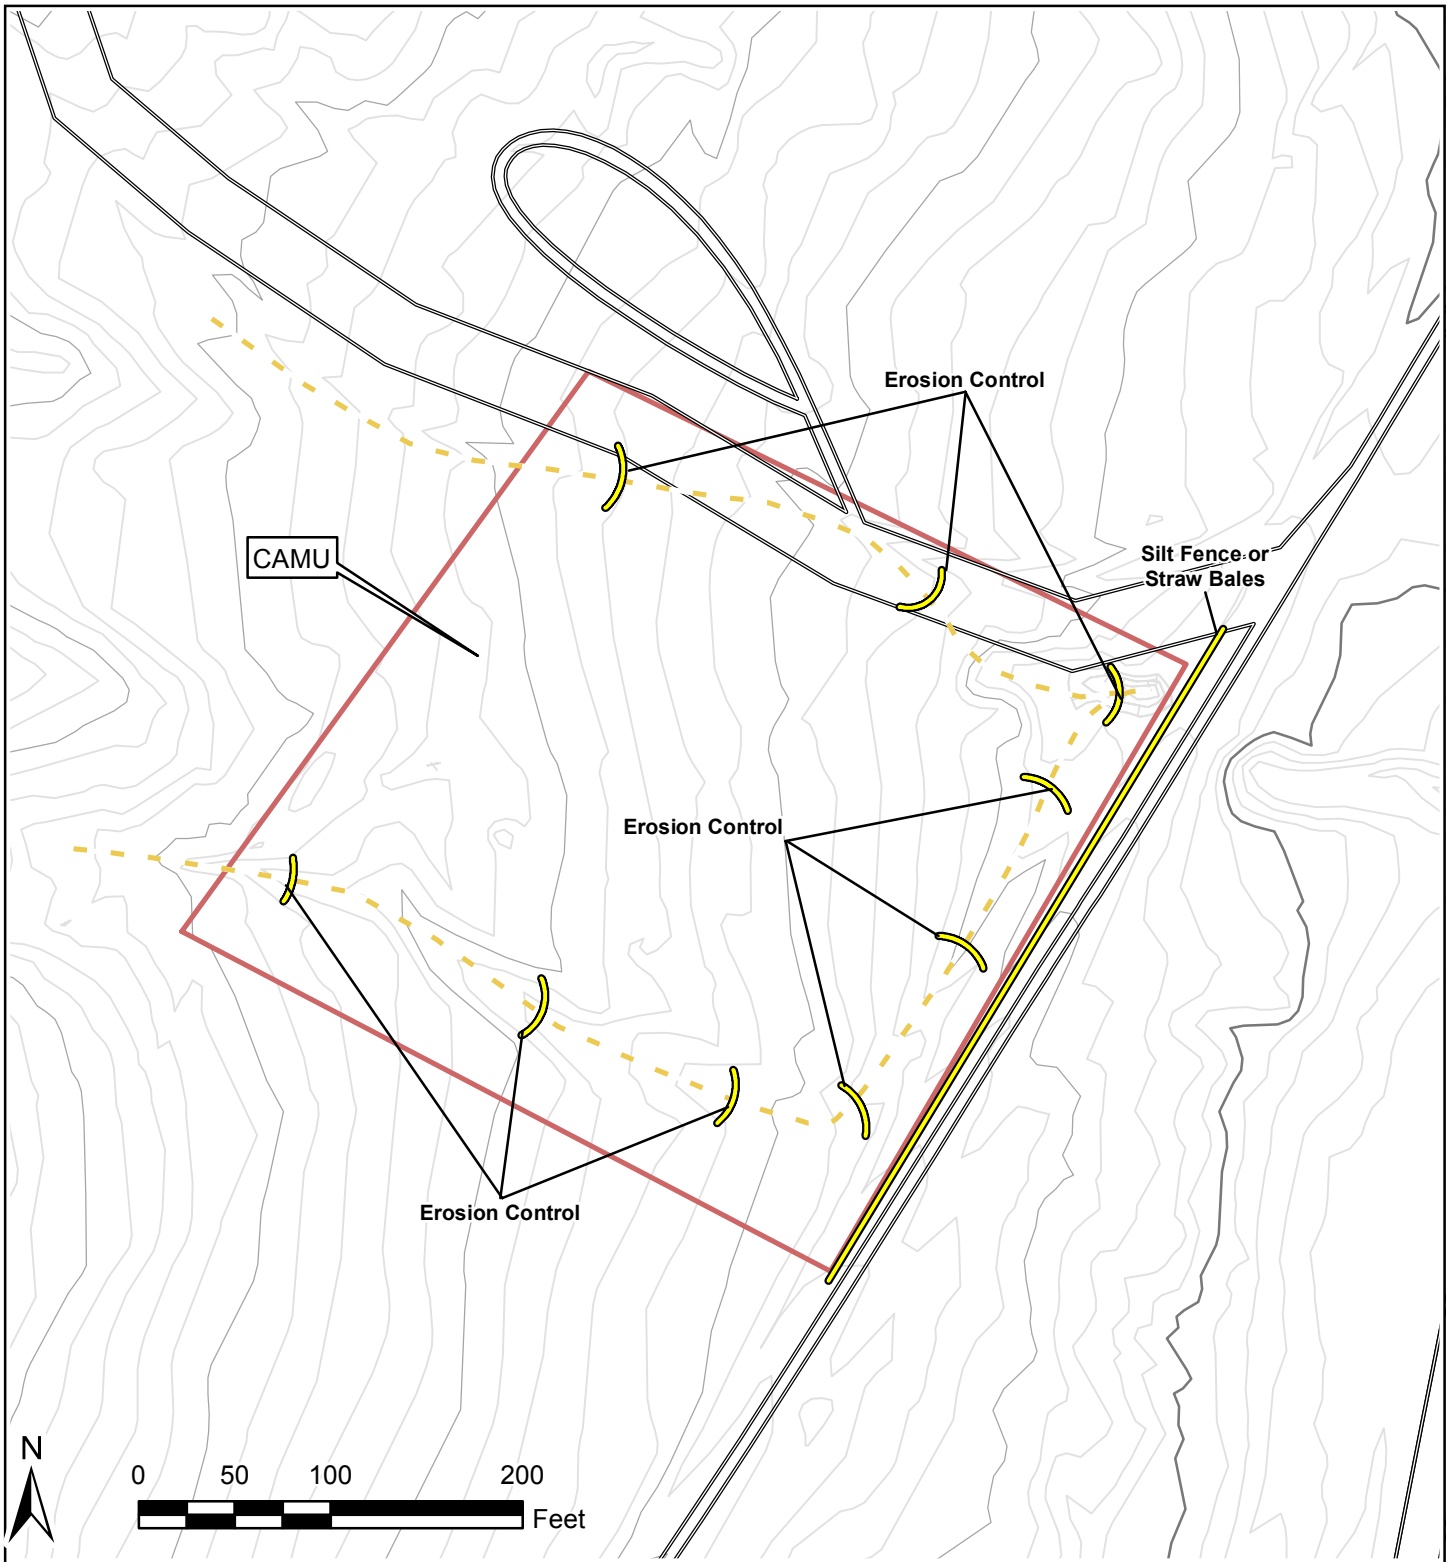 Erosion Control
Silt Fence or
Straw Bales
CAMU
Erosion Control
Erosion Control
N
0 50 100 200
Feet